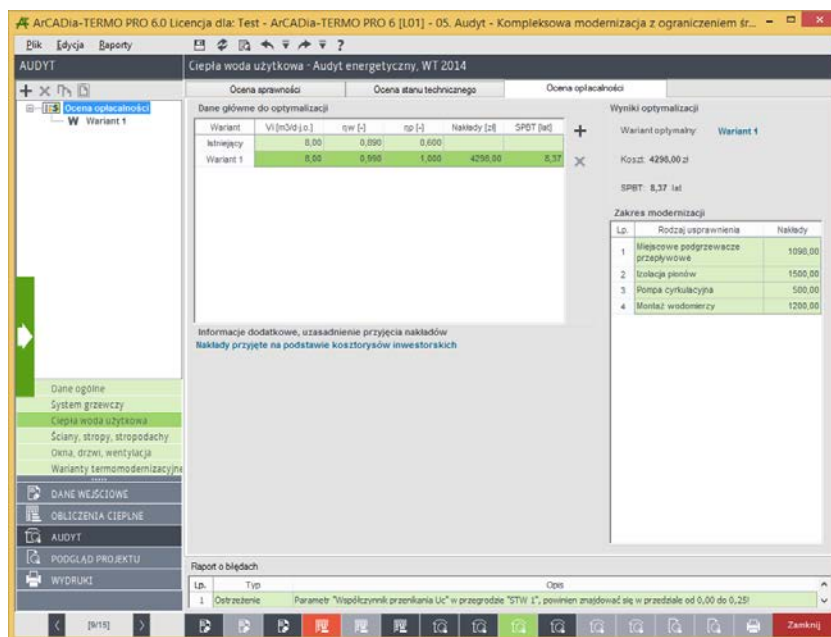 ArCADia-TERMO PRO 6.0 Licencja dla: Test - ArCADia-TERMO PRO 6 [L01] - 05. Audyt - Kompleksowa modernizacja z ograniczeniem śr...
Plik Edycja Raporty
AUDYT
Ciepła woda użytkowa - Audyt energetyczny, WT 2014
Ocena opłacalności
W Wariant 1
Ocena sprawności Ocena stanu technicznego Ocena opłacalności
Dane główne do optymalizacji
Wariant Vi [m3/d·j.o.] ηw [-] ηp [-] Nakłady [zł] SPBT [lat]
Istniejący 8,00 0,890 0,600
Wariant 1 8,00 0,990 1,000 4298,00 8,37
Informacje dodatkowe, uzasadnienie przyjęcia nakładów
Nakłady przyjęte na podstawie kosztorysów inwestorskich
Wyniki optymalizacji
Wariant optymalny: Wariant 1
Koszt: 4298,00 zł
SPBT: 8,37 lat
Zakres modernizacji
Lp. Rodzaj usprawnienia Nakłady
1 Miejscowe podgrzewacze przepływowe 1098,00
2 Izolacja pionów 1500,00
3 Pompa cyrkulacyjna 500,00
4 Montaż wodomierzy 1200,00
Dane ogólne
System grzewczy
Ciepła woda użytkowa
Ściany, stropy, stropodachy
Okna, drzwi, wentylacja
Warianty termomodernizacyjne
DANE WEJŚCIOWE
OBLICZENIA CIEPLNE
AUDYT
PODGLĄD PROJEKTU
WYDRUKI
Raport o błędach
Lp. Typ Opis
1 Ostrzeżenie Parametr "Współczynnik przenikania Uc" w przegrodzie "STW 1", powinien znajdować się w przedziale od 0,00 do 0,25!
[9/15]
Zamknij